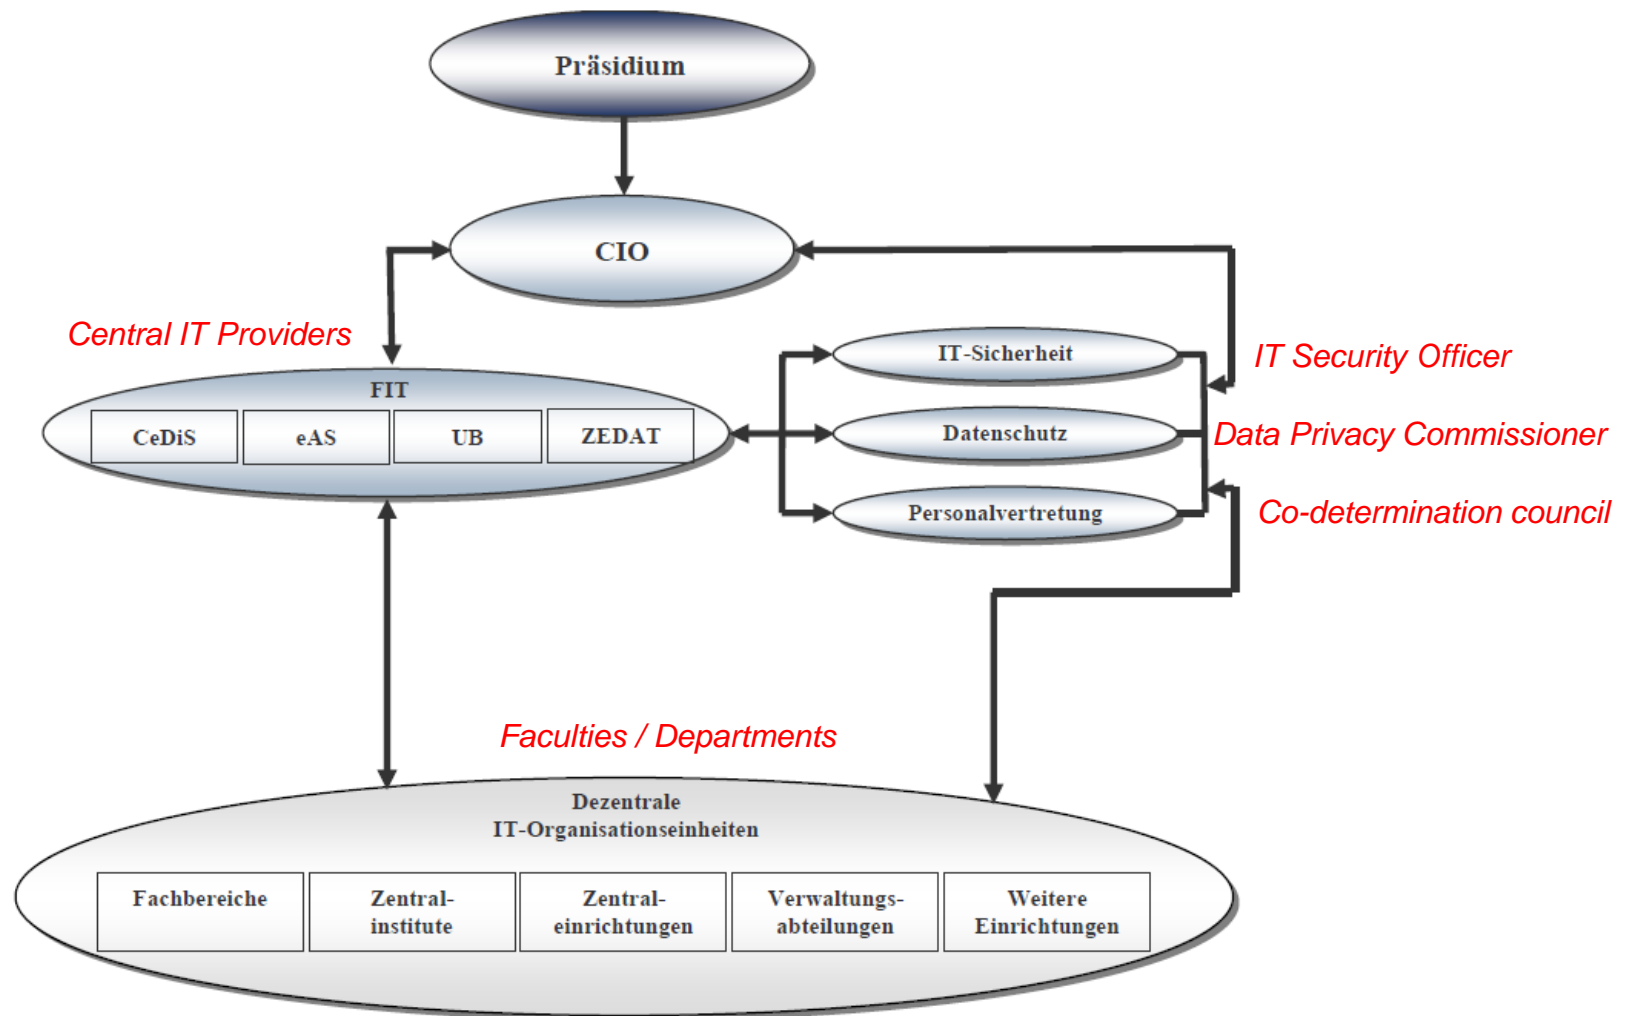 Präsidium
CIO
Central IT Providers
FIT
CeDiS
eAS
UB
ZEDAT
IT-Sicherheit
IT Security Officer
Datenschutz
Data Privacy Commissioner
Personalvertretung
Co-determination council
Faculties / Departments
Dezentrale
IT-Organisationseinheiten
Fachbereiche
Zentral-
institute
Zentral-
einrichtungen
Verwaltungs-
abteilungen
Weitere
Einrichtungen